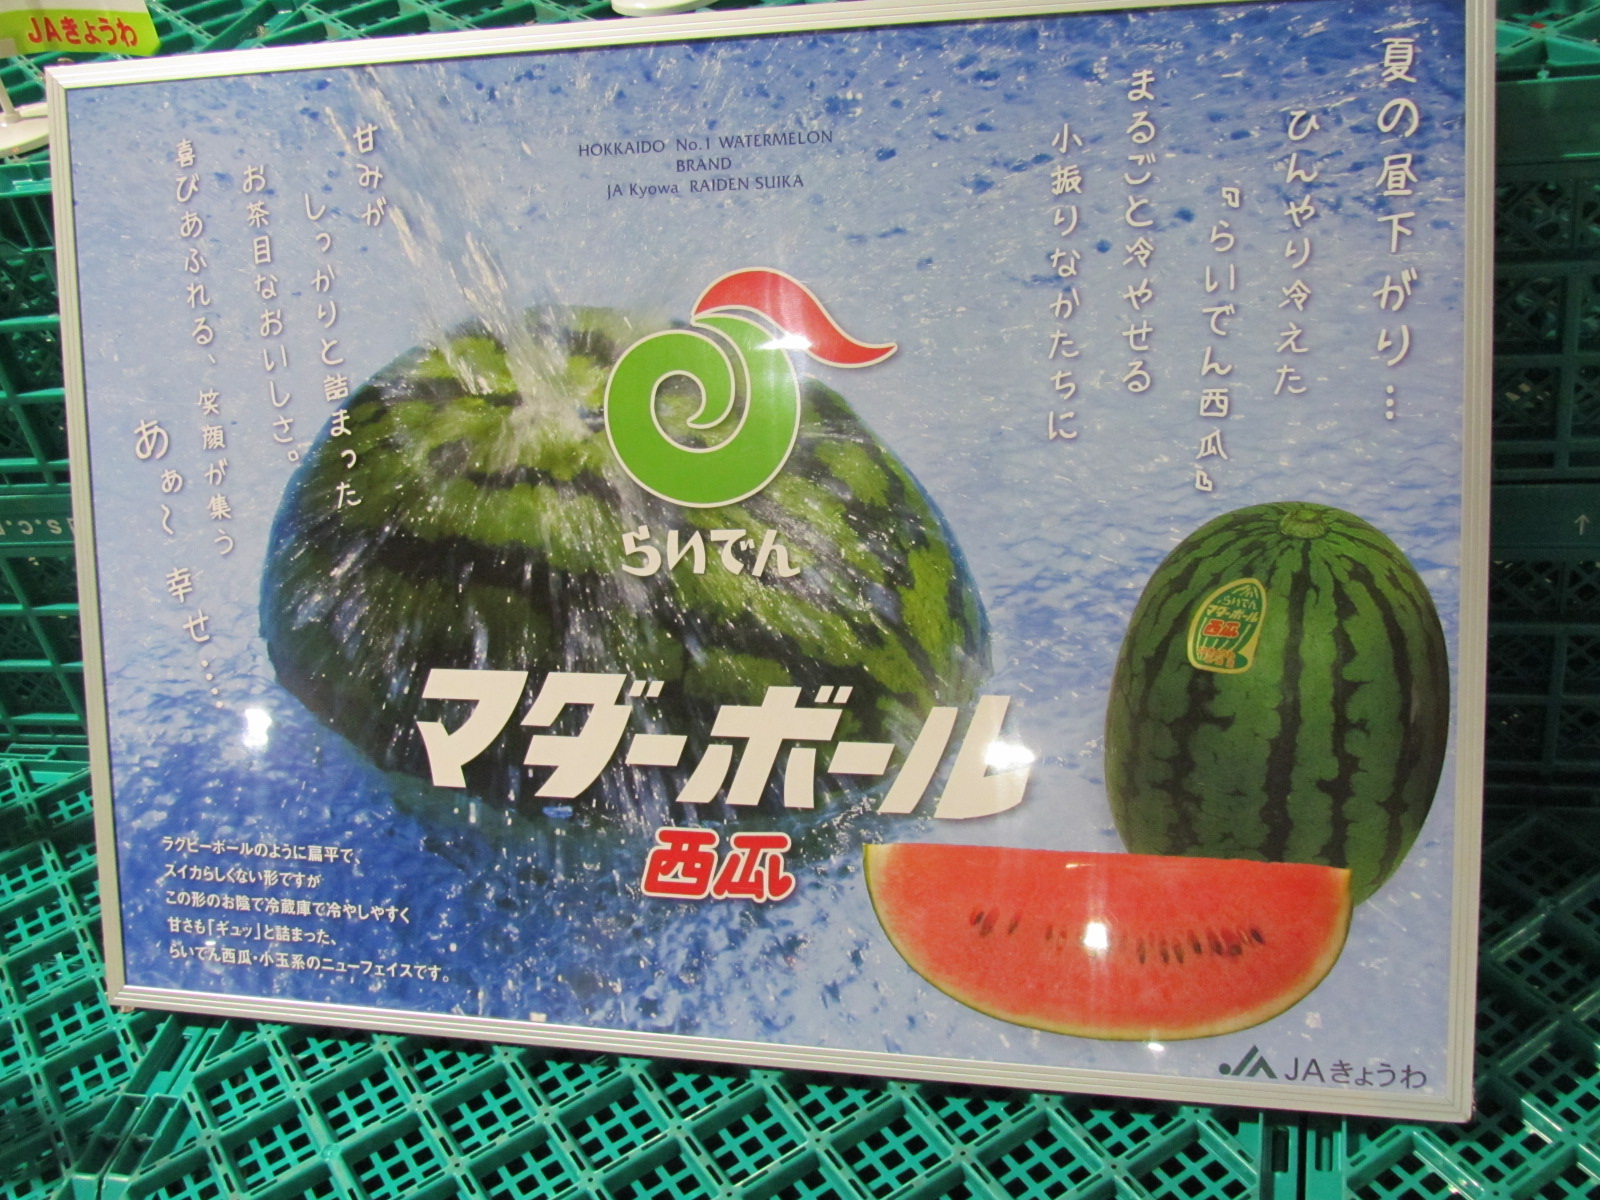 JAきょうわ
HOKKAIDO No.1 WATERMELON
BRAND
JA Kyowa RAIDEN SUIKA
夏の昼下がり…
ひんやり冷えた
『らいでん西瓜』
まるごと冷やせる
小振りなかたちに
甘みが
しっかりと詰まった
お茶目なおいしさ。
喜びあふれる、笑顔が集う
あぁ〜 幸せ…
らいでん
マダーボール
西瓜
らいでん
マダーボール
西瓜
ラグビーボールのように扁平で、
スイカらしくない形ですが
この形のお陰で冷蔵庫で冷やしやすく
甘さも「ギュッ」と詰まった、
らいでん西瓜・小玉系のニューフェイスです。
JAきょうわ